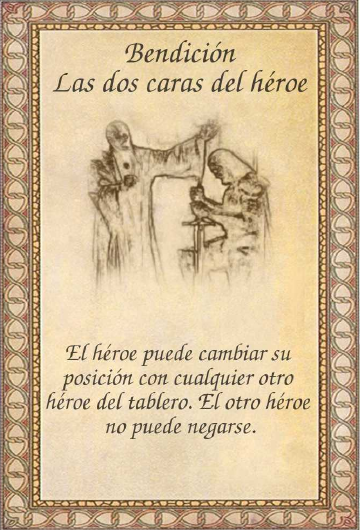 Bendición
Las dos caras del héroe
El héroe puede cambiar su
posición con cualquier otro
héroe del tablero. El otro héroe
no puede negarse.